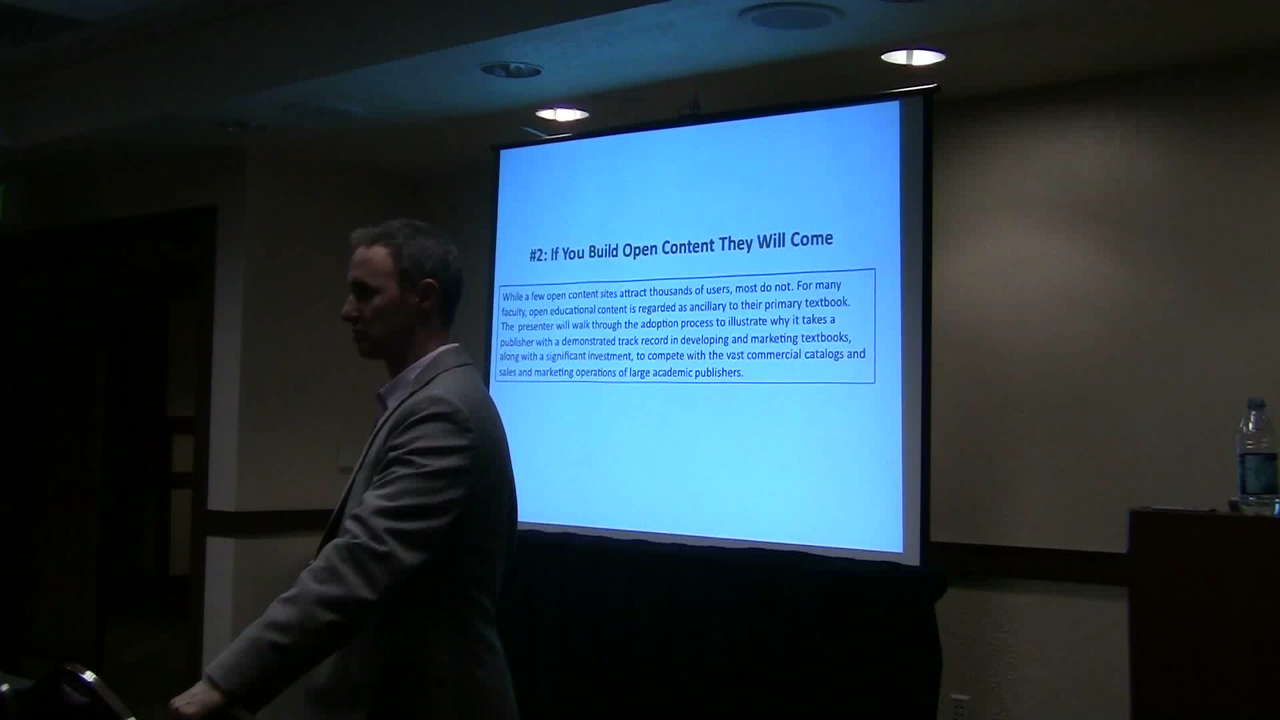 #2: If You Build Open Content They Will Come
While a few open content sites attract thousands of users, most do not. For many
faculty, open educational content is regarded as ancillary to their primary textbook.
The presenter will walk through the adoption process to illustrate why it takes a
publisher with a demonstrated track record in developing and marketing textbooks,
along with a significant investment, to compete with the vast commercial catalogs and
sales and marketing operations of large academic publishers.